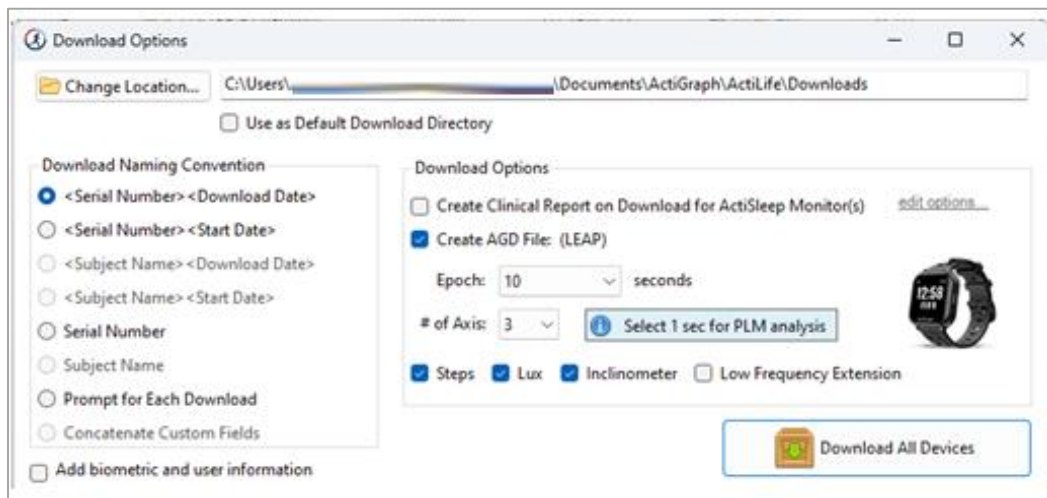 Download Options
Change Location...
C:\Users\
\Documents\ActiGraph\ActiLife\Downloads
Use as Default Download Directory
Download Naming Convention
<Serial Number><Download Date>
<Serial Number><Start Date>
<Subject Name><Download Date>
<Subject Name><Start Date>
Serial Number
Subject Name
Prompt for Each Download
Concatenate Custom Fields
Add biometric and user information
Download Options
Create Clinical Report on Download for ActiSleep Monitor(s) edit options...
Create AGD File: (LEAP)
Epoch: 10 seconds
# of Axis: 3 Select 1 sec for PLM analysis
12:58
Steps Lux Inclinometer Low Frequency Extension
Download All Devices